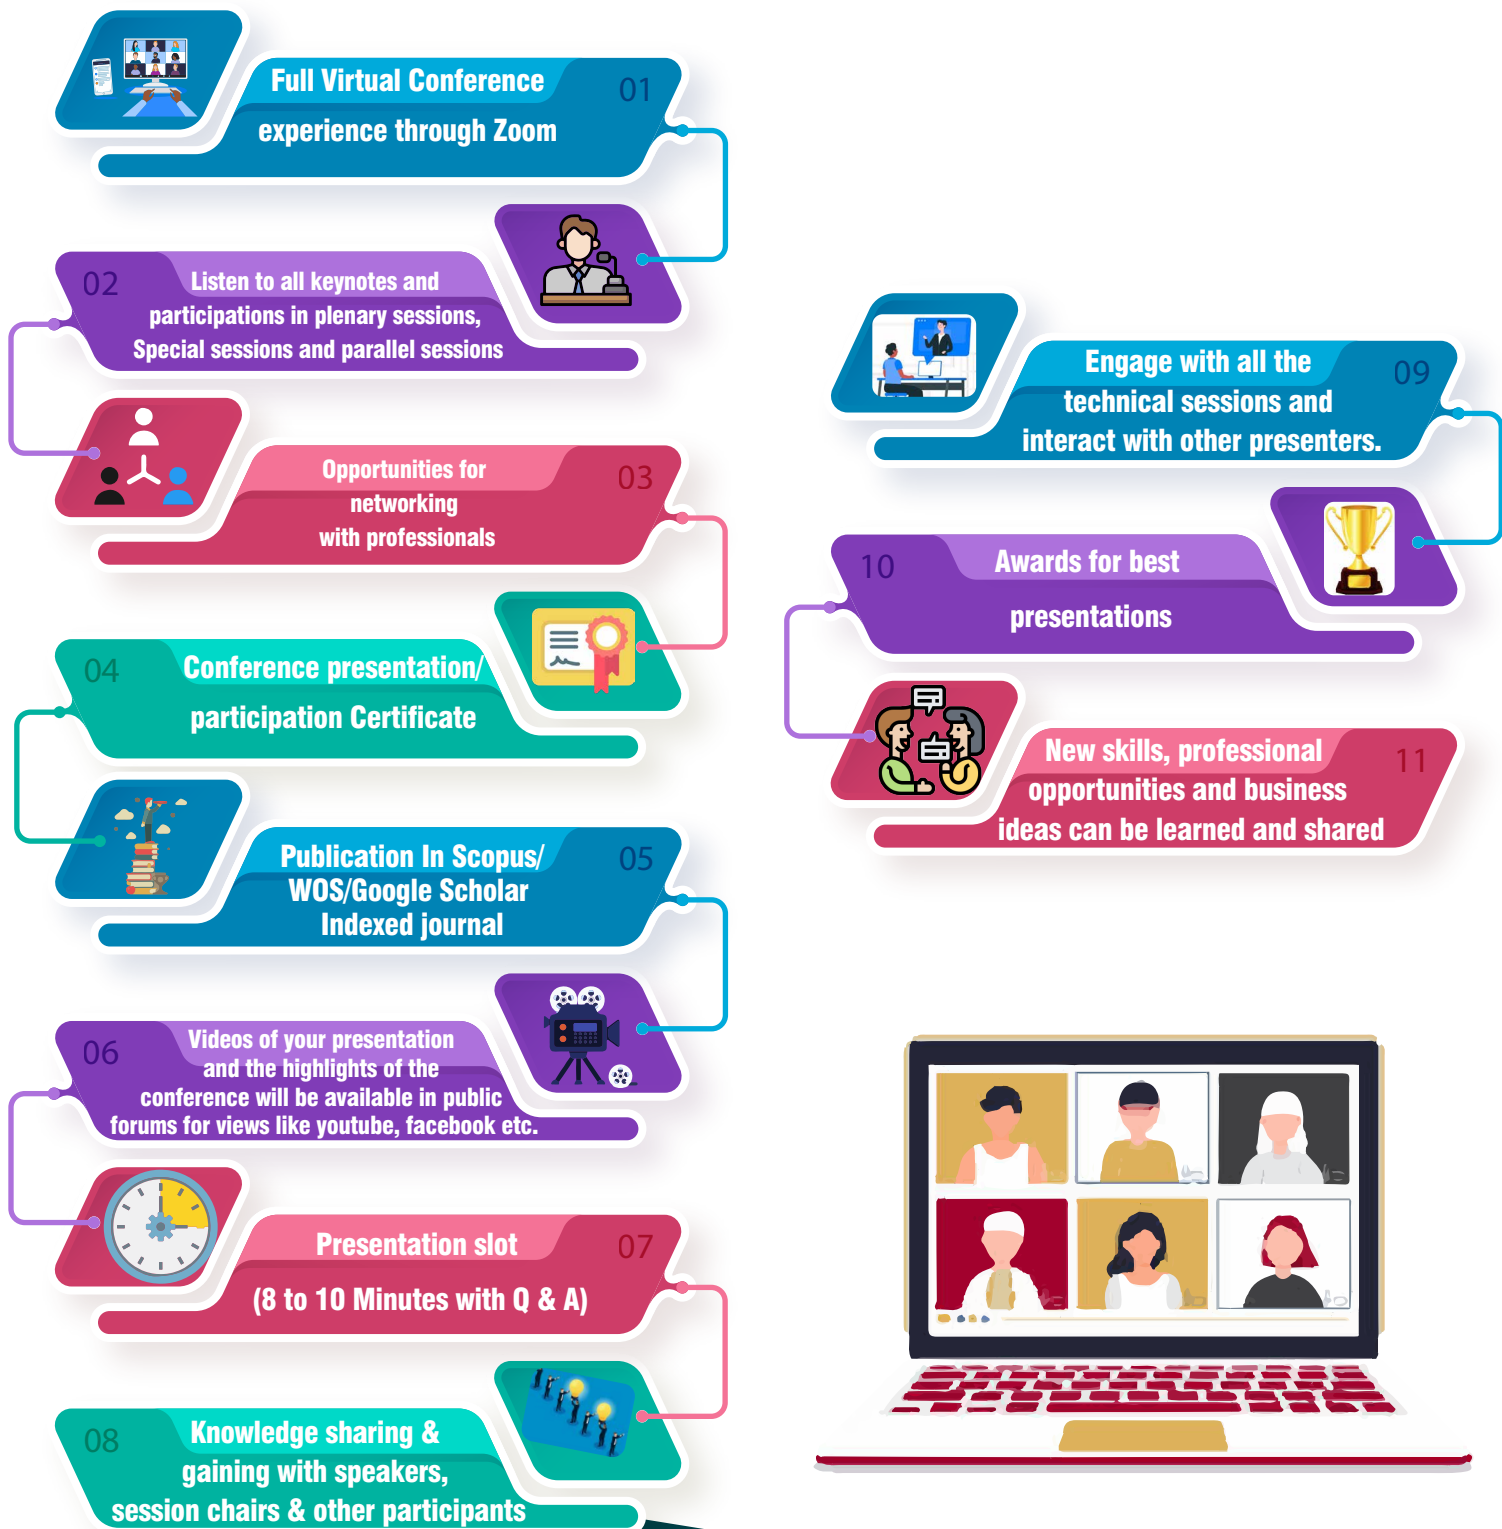 01
Full Virtual Conference
experience through Zoom
02
Listen to all keynotes and
participations in plenary sessions,
Special sessions and parallel sessions
03
Opportunities for
networking
with professionals
04
Conference presentation/
participation Certificate
05
Publication In Scopus/
WOS/Google Scholar
Indexed journal
06
Videos of your presentation
and the highlights of the
conference will be available in public
forums for views like youtube, facebook etc.
07
Presentation slot
(8 to 10 Minutes with Q & A)
08
Knowledge sharing &
gaining with speakers,
session chairs & other participants
09
Engage with all the
technical sessions and
interact with other presenters.
10
Awards for best
presentations
11
New skills, professional
opportunities and business
ideas can be learned and shared